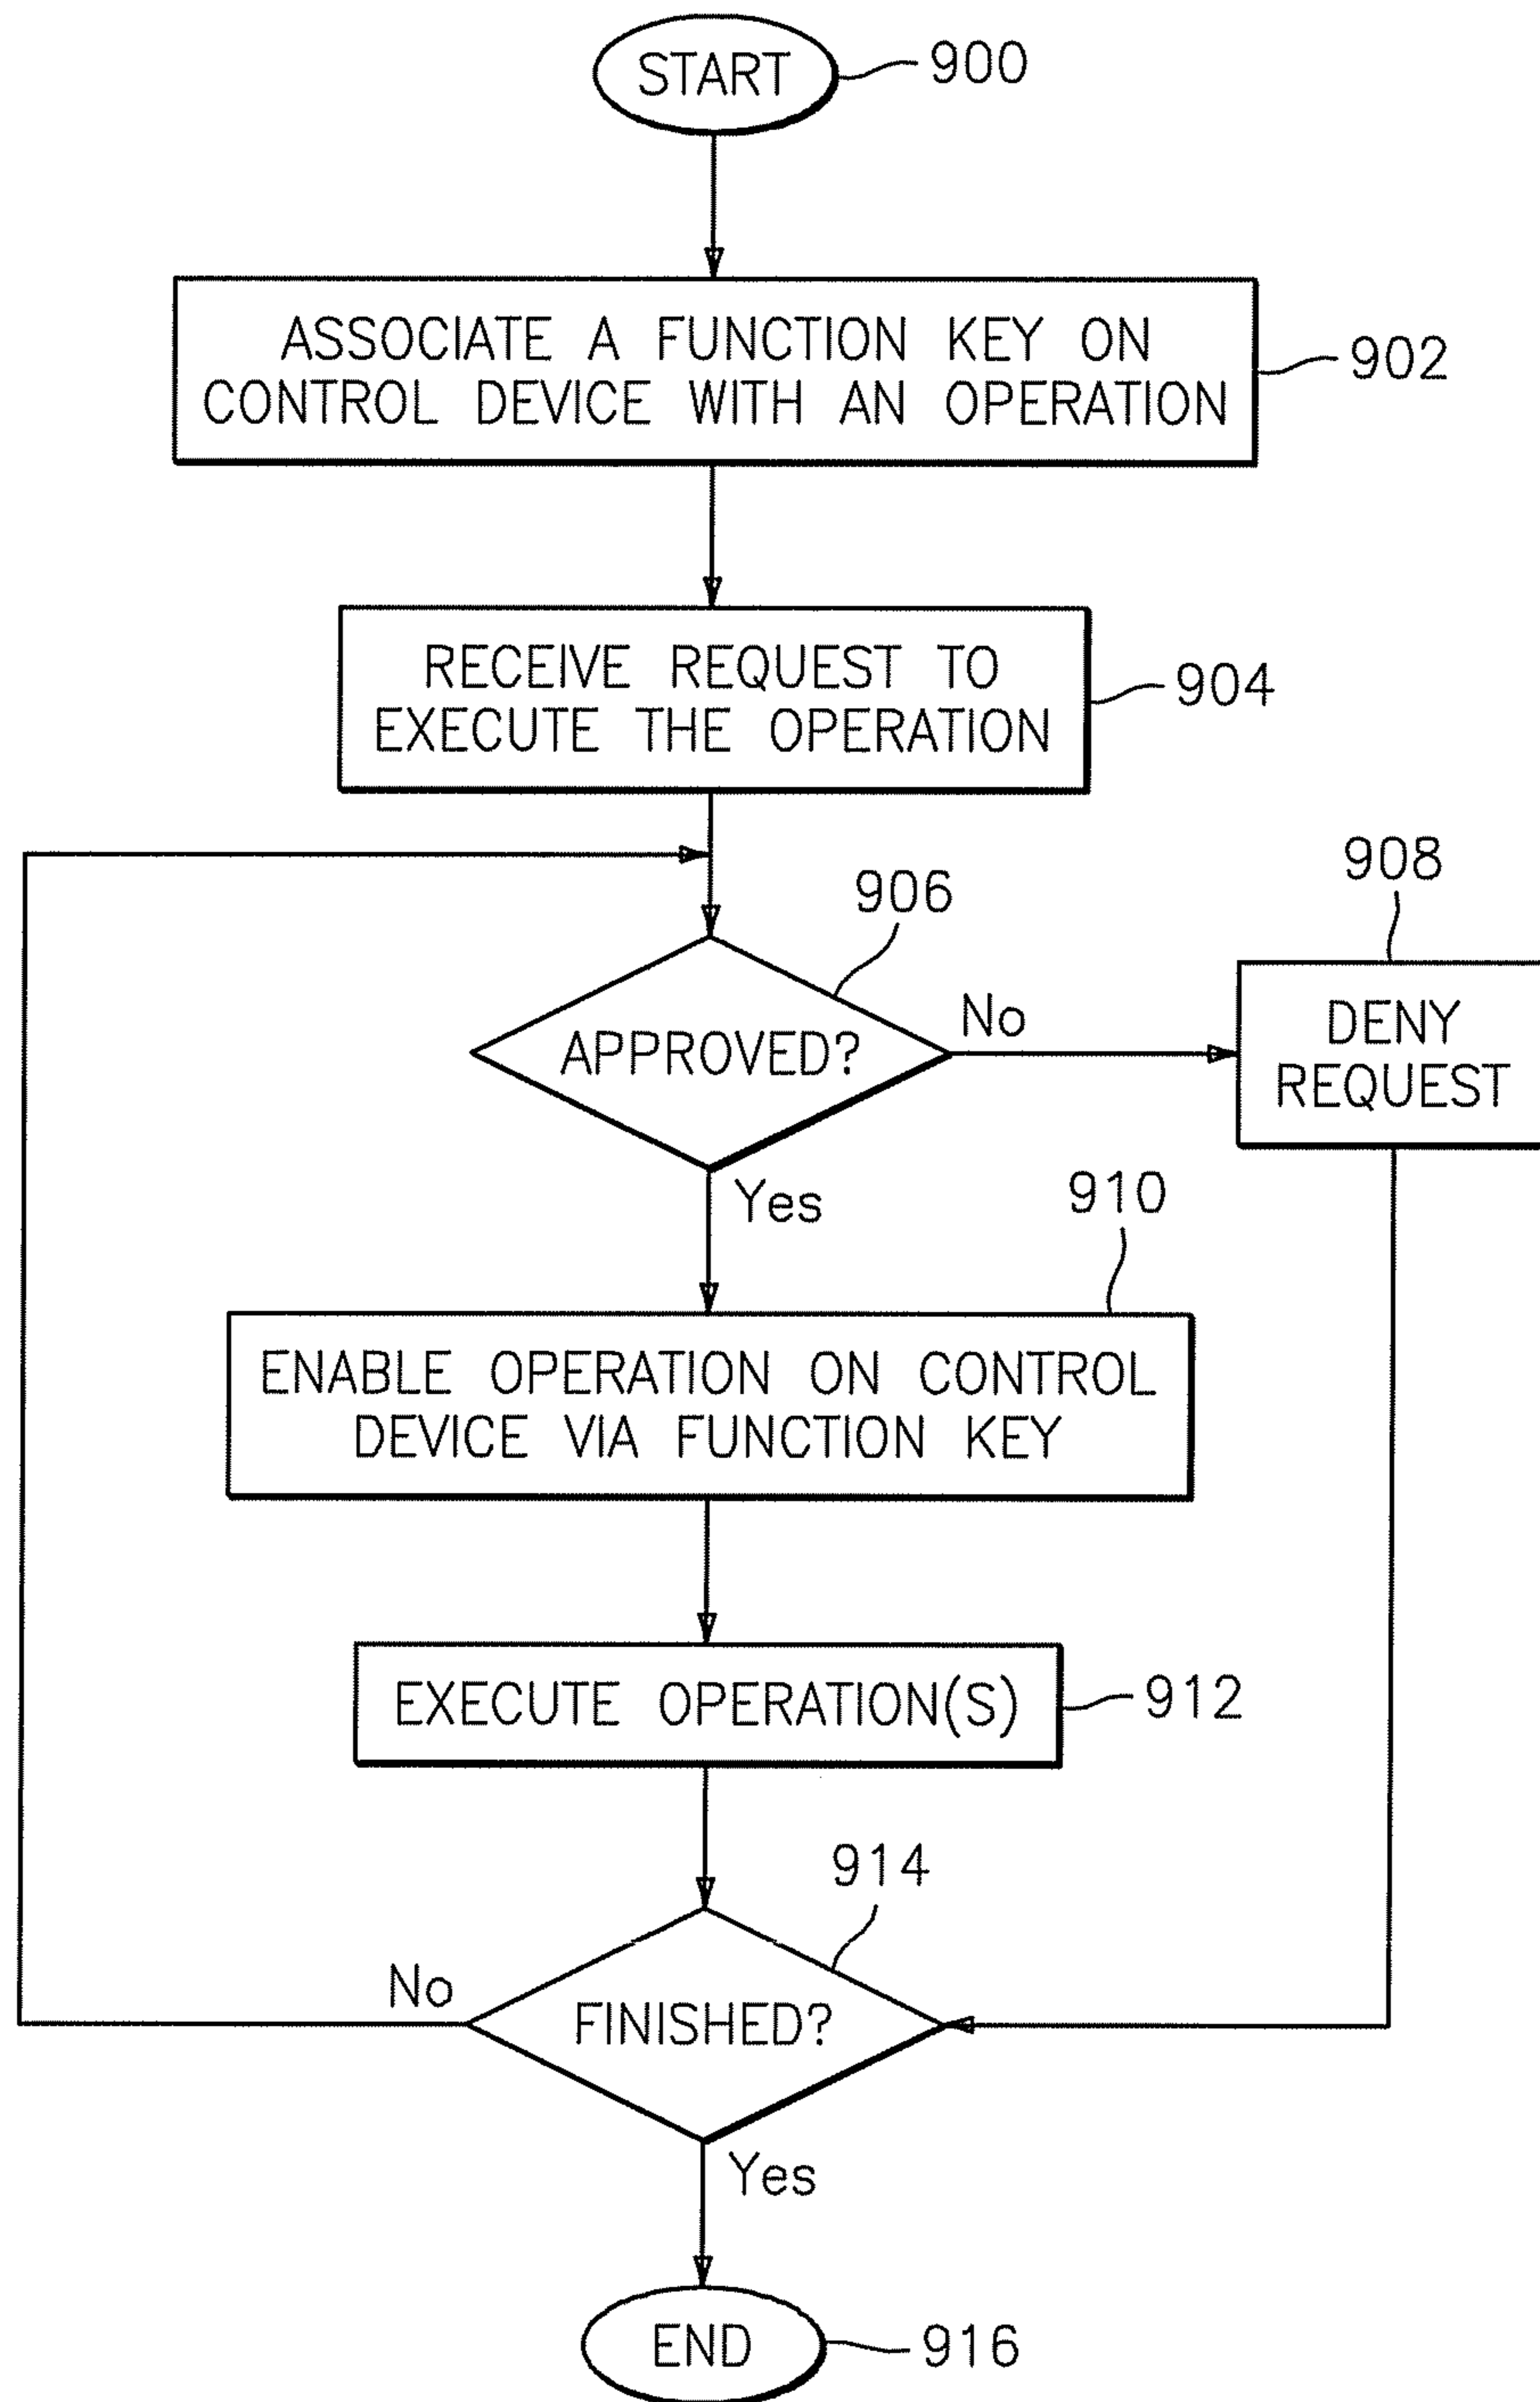 START
900
ASSOCIATE A FUNCTION KEY ON
CONTROL DEVICE WITH AN OPERATION
902
RECEIVE REQUEST TO
EXECUTE THE OPERATION
904
906
APPROVED?
No
908
DENY
REQUEST
Yes
910
ENABLE OPERATION ON CONTROL
DEVICE VIA FUNCTION KEY
EXECUTE OPERATION(S)
912
914
No
FINISHED?
Yes
END
916